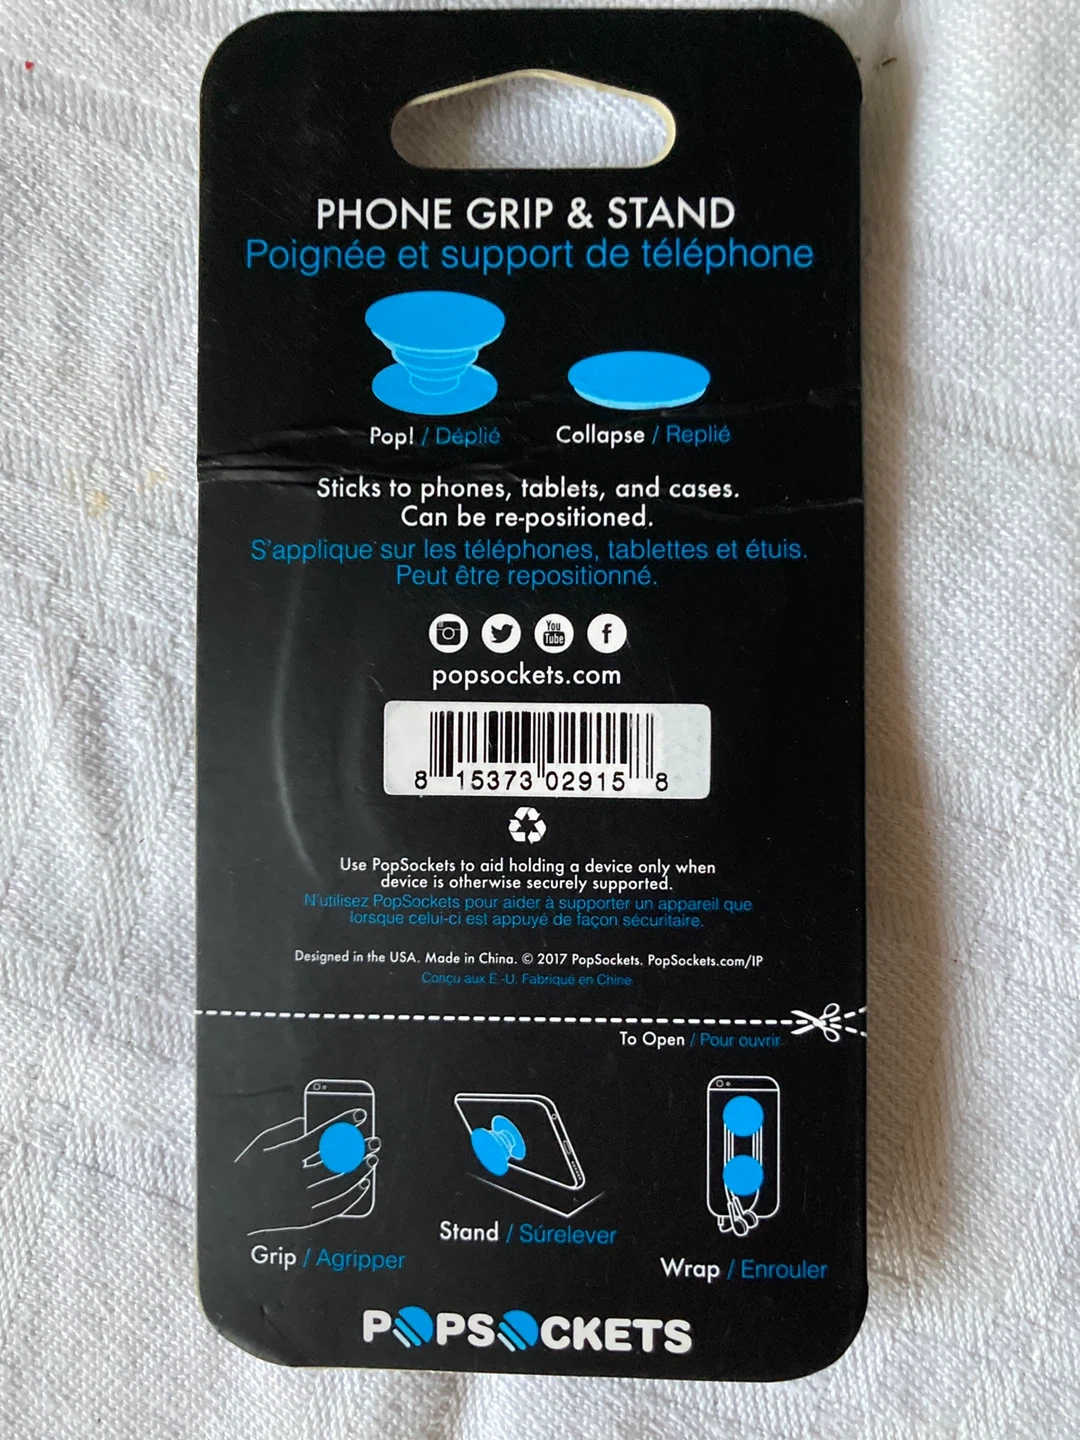 PHONE GRIP & STAND
Poignée et support de téléphone
Pop! / Déplié
Collapse / Replié
Sticks to phones, tablets, and cases.
Can be re-positioned.
S'applique sur les téléphones, tablettes et étuis.
Peut être repositionné.
You
Tube
f
popsockets.com
8 15373 02915 8
Use PopSockets to aid holding a device only when
device is otherwise securely supported.
N'utilisez PopSockets pour aider à supporter un appareil que
lorsque celui-ci est appuyé de façon sécuritaire.
Designed in the USA. Made in China. © 2017 PopSockets. PopSockets.com/IP
Conçu aux É -U. Fabriqué en Chine
To Open / Pour ouvrir
Grip / Agripper
Stand / Súrelever
Wrap / Enrouler
POPSOCKETS